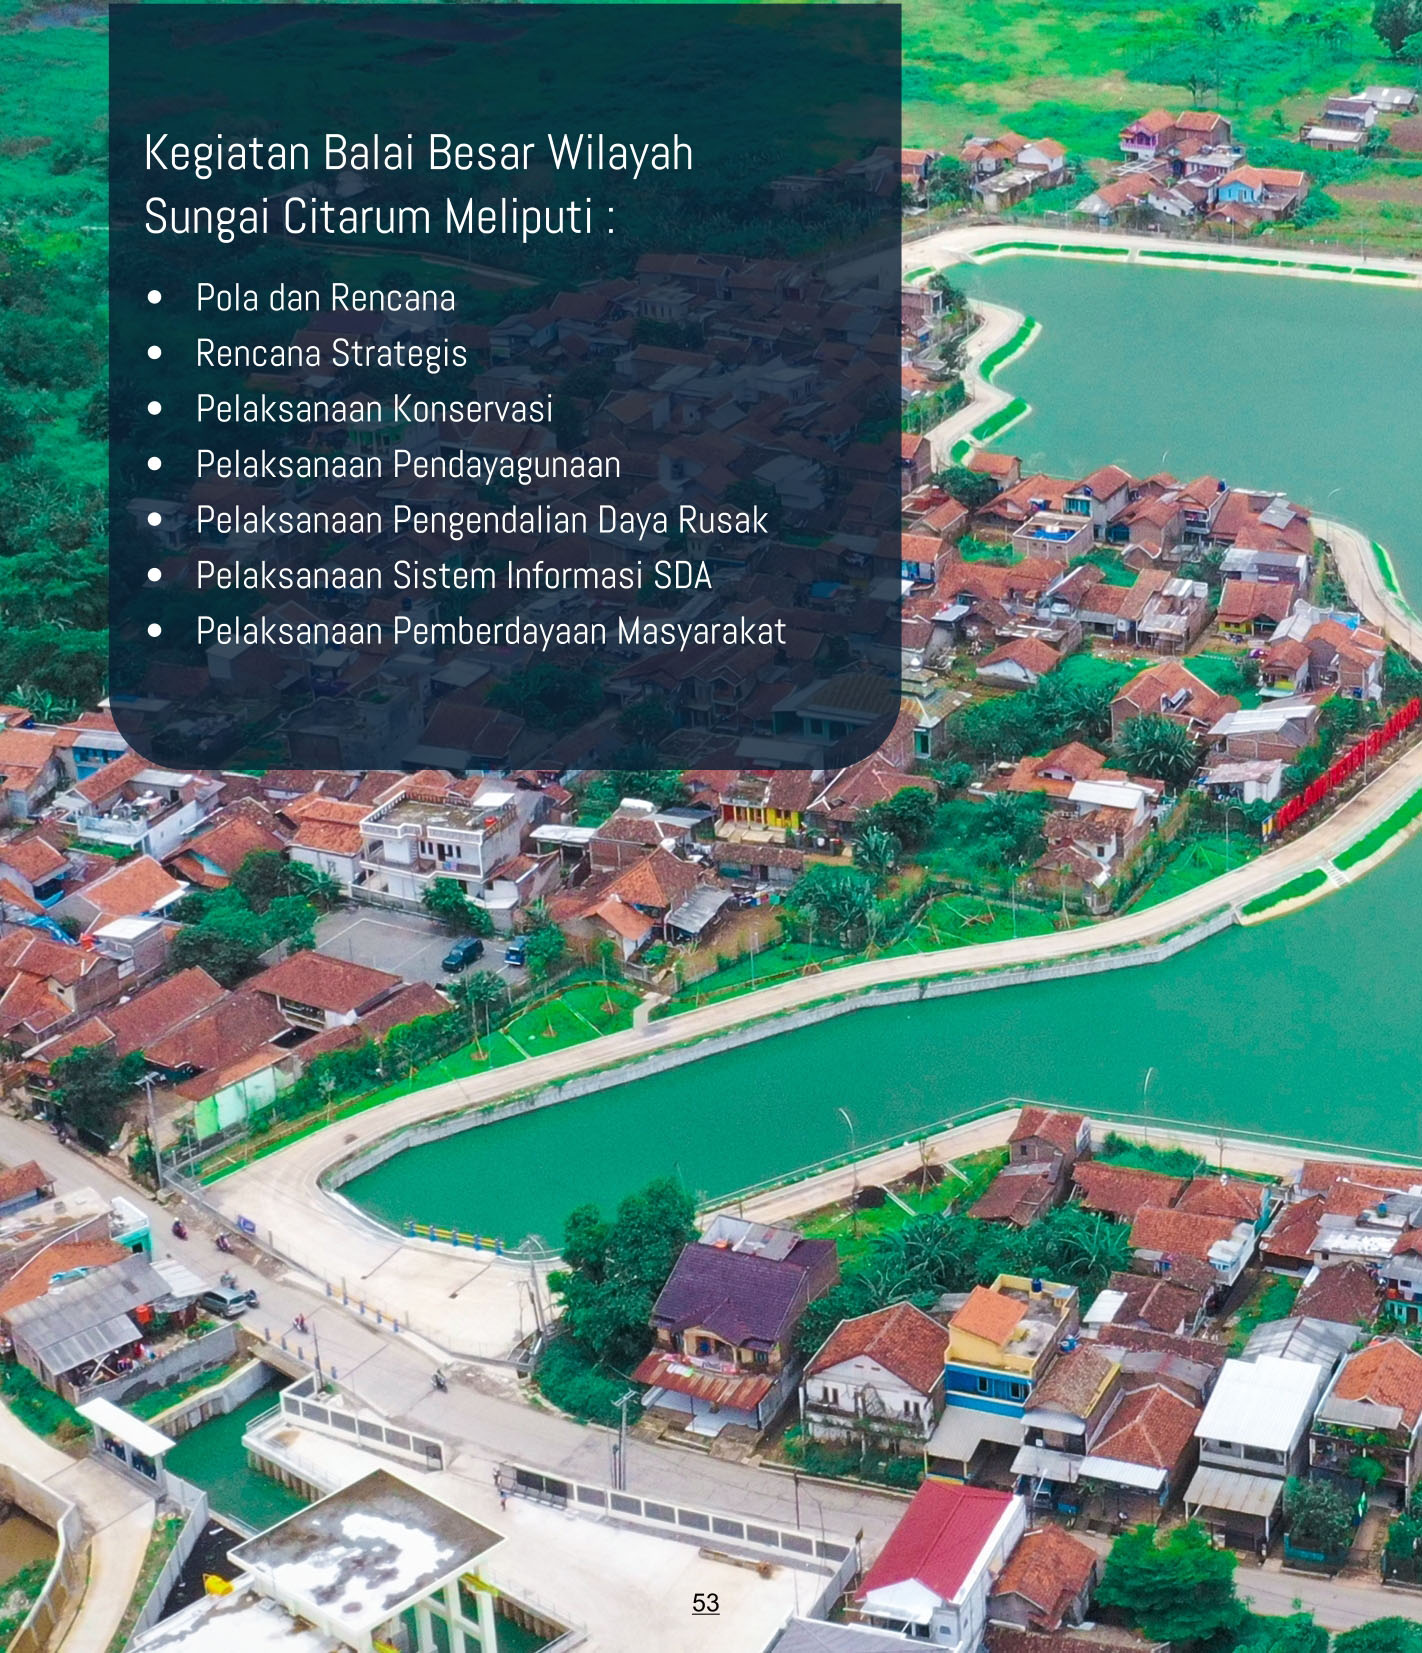 Kegiatan Balai Besar Wilayah
Sungai Citarum Meliputi :
• Pola dan Rencana
• Rencana Strategis
• Pelaksanaan Konservasi
• Pelaksanaan Pendayagunaan
• Pelaksanaan Pengendalian Daya Rusak
• Pelaksanaan Sistem Informasi SDA
• Pelaksanaan Pemberdayaan Masyarakat
53